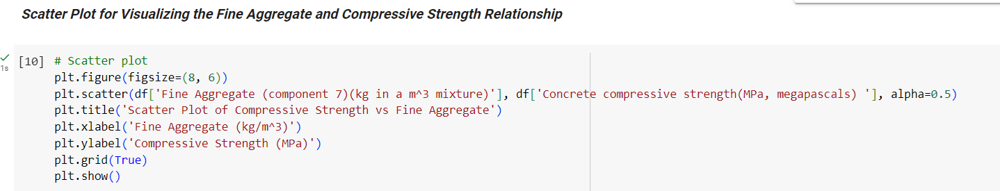 Scatter Plot for Visualizing the Fine Aggregate and Compressive Strength Relationship
1s
[10] # Scatter plot
plt.figure(figsize=(8, 6))
plt.scatter(df['Fine Aggregate (component 7)(kg in a m^3 mixture)'], df['Concrete compressive strength(MPa, megapascals) '], alpha=0.5)
plt.title('Scatter Plot of Compressive Strength vs Fine Aggregate')
plt.xlabel('Fine Aggregate (kg/m^3)')
plt.ylabel('Compressive Strength (MPa)')
plt.grid(True)
plt.show()